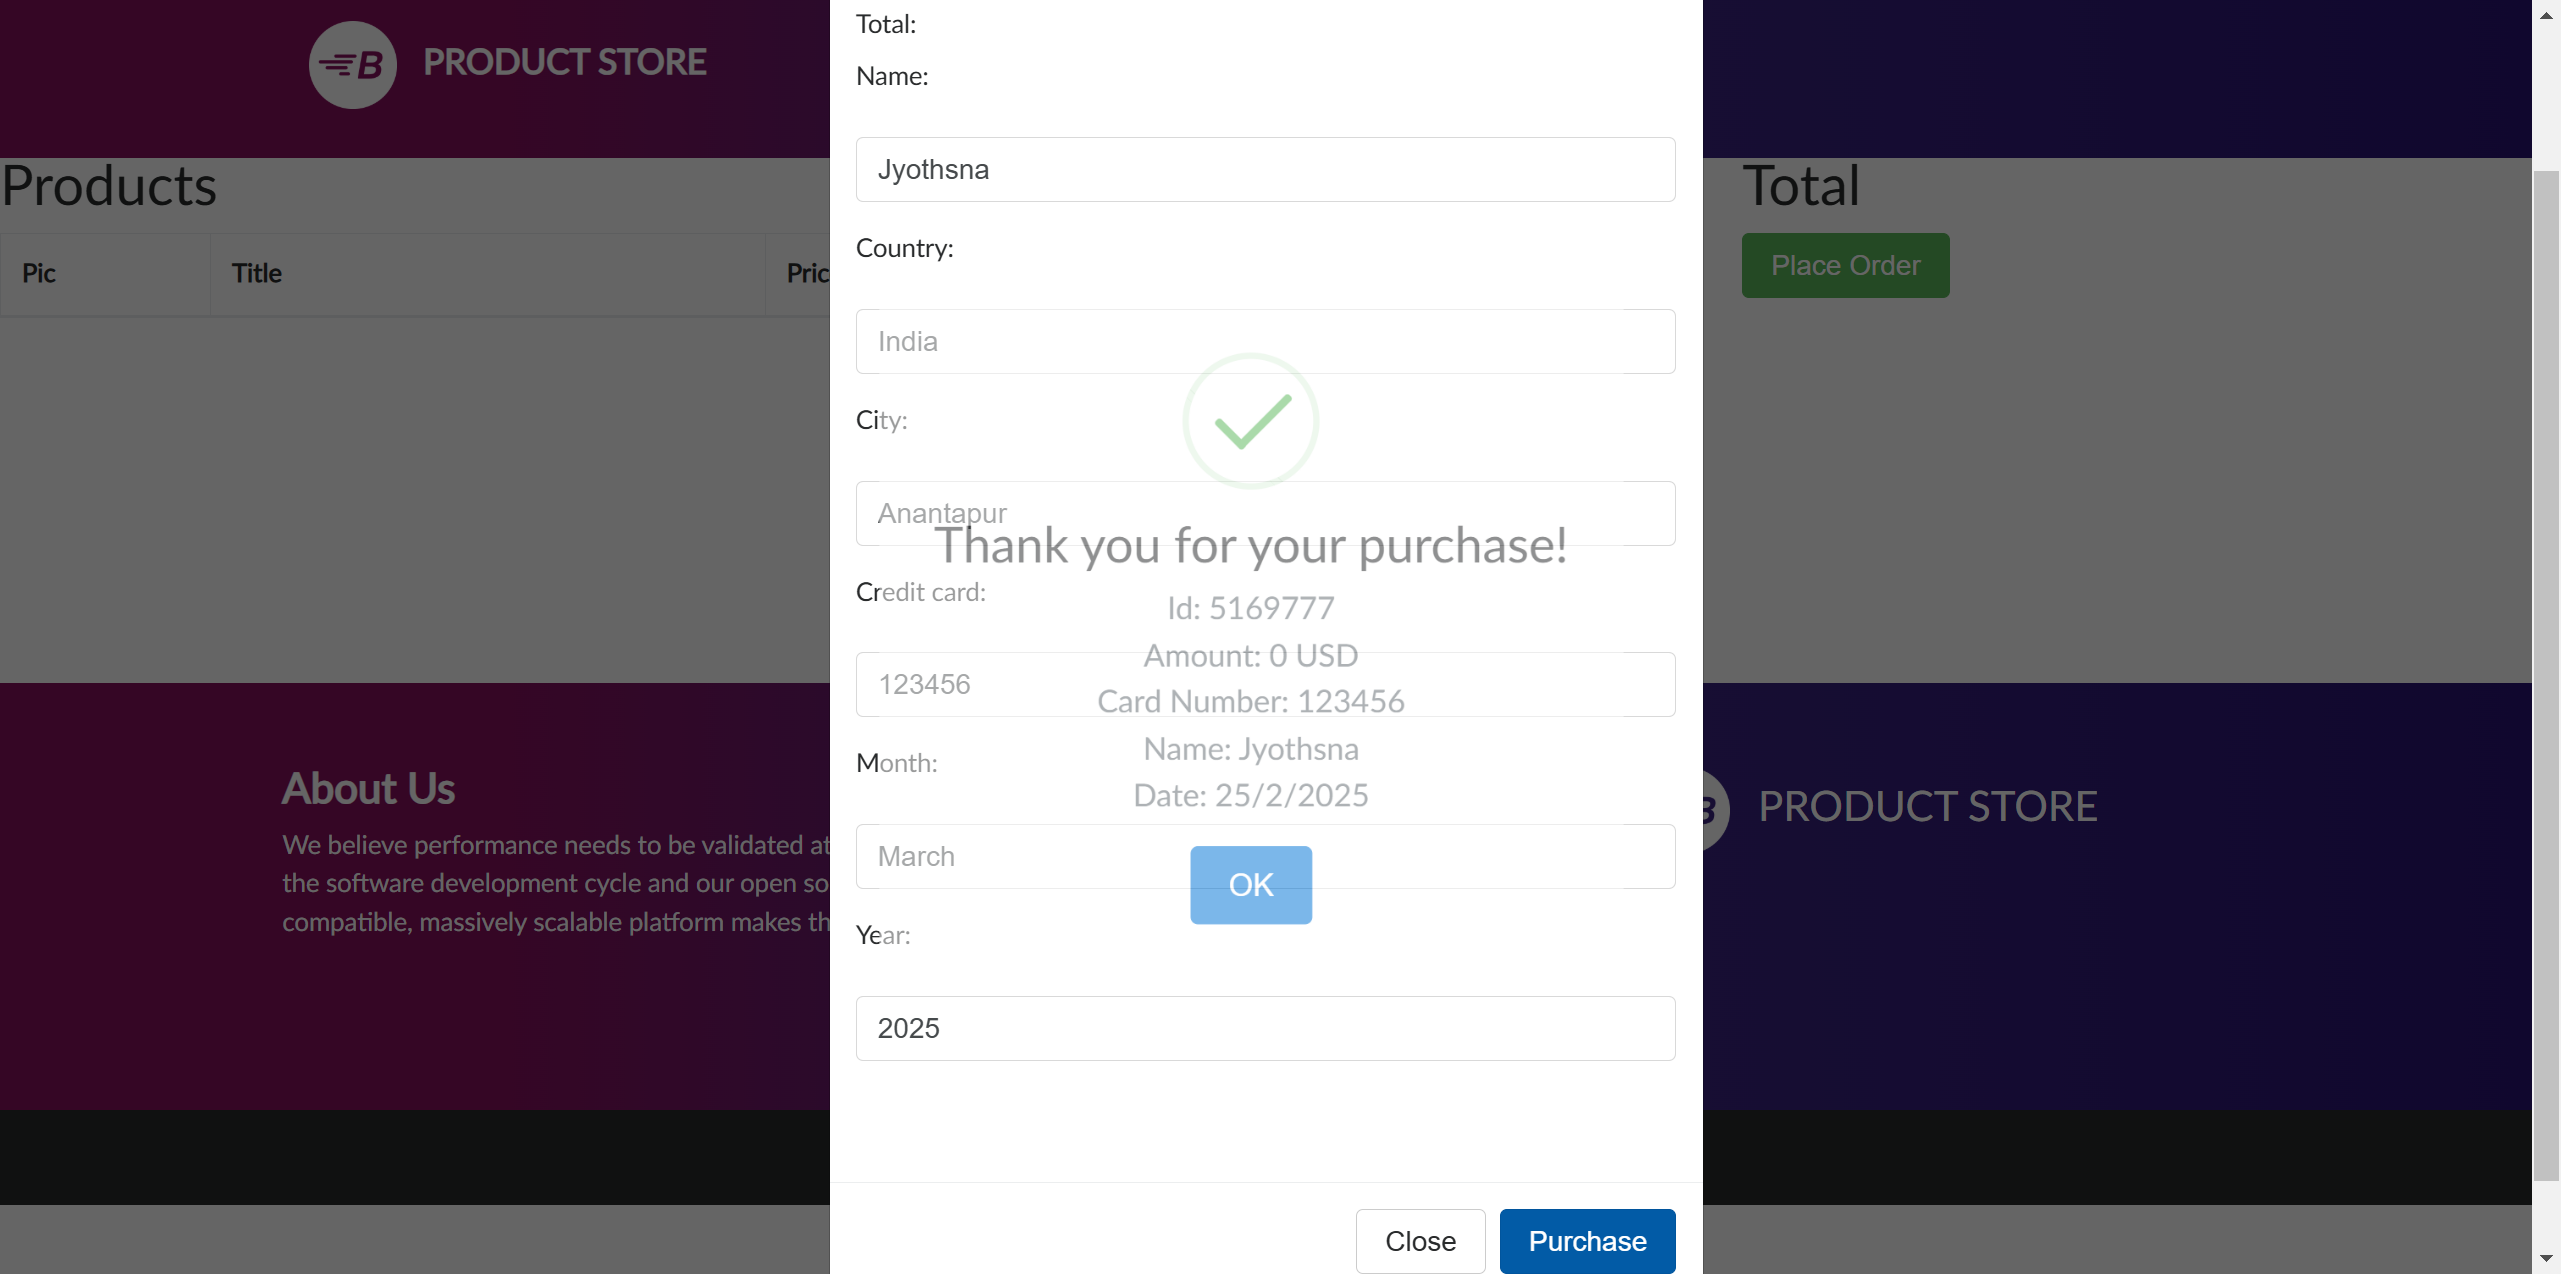 B PRODUCT STORE
Products
Pic Title Pric
Total
Place Order
Total:
Name:
Jyothsna
Country:
India
City:
Anantapur
Thank you for your purchase!
Credit card:
Id: 5169777
Amount: 0 USD
123456
Card Number: 123456
Name: Jyothsna
Month:
Date: 25/2/2025
March
OK
Year:
2025
Close Purchase
About Us
We believe performance needs to be validated at
the software development cycle and our open so
compatible, massively scalable platform makes th
B PRODUCT STORE